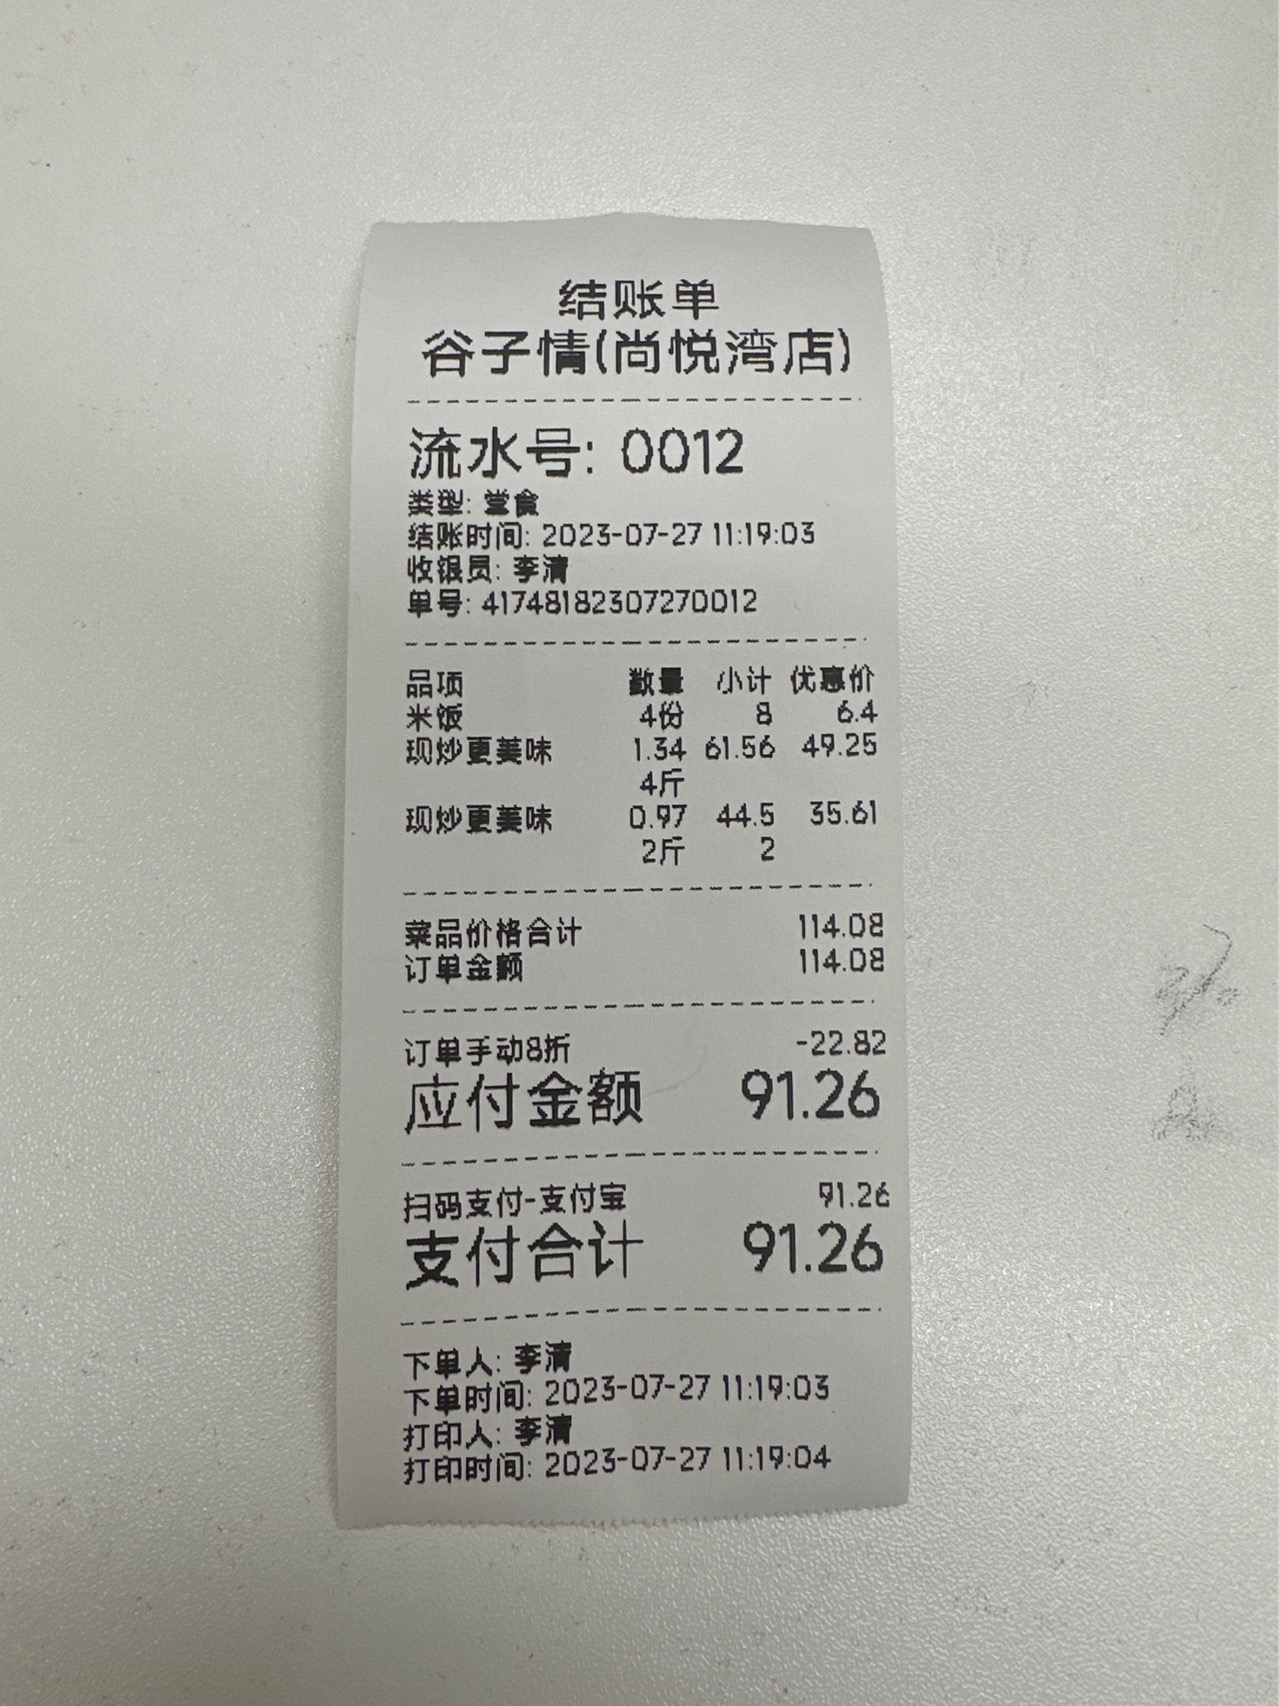 结账单
谷子情(尚悦湾店)
流水号: 0012
类型: 堂食
结账时间: 2023-07-27 11:19:03
收银员: 李清
单号: 41748182307270012
品项 数量 小计 优惠价
米饭 4份 8 6.4
现炒更美味 1.34 61.56 49.25
4斤
现炒更美味 0.97 44.5 35.61
2斤 2
菜品价格合计 114.08
订单金额 114.08
订单手动8折 -22.82
应付金额 91.26
扫码支付-支付宝 91.26
支付合计 91.26
下单人: 李清
下单时间: 2023-07-27 11:19:03
打印人: 李清
打印时间: 2023-07-27 11:19:04